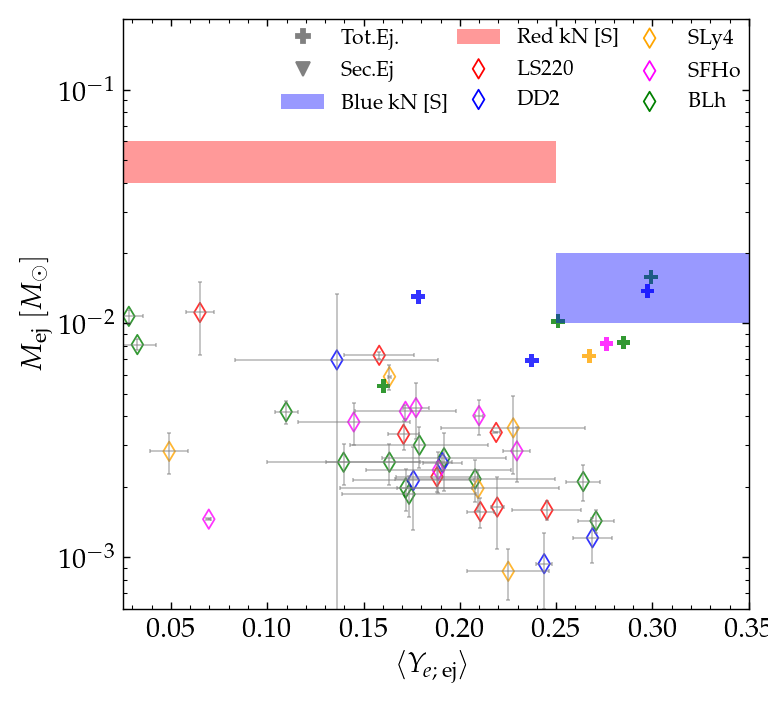 Tot.Ej.
Sec.Ej
Blue kN [S]
Red kN [S]
LS220
DD2
SLy4
SFHo
BLh
10⁻¹
10⁻²
10⁻³
M_ej [M_⊙]
0.05 0.10 0.15 0.20 0.25 0.30 0.35
⟨Y_e; ej⟩